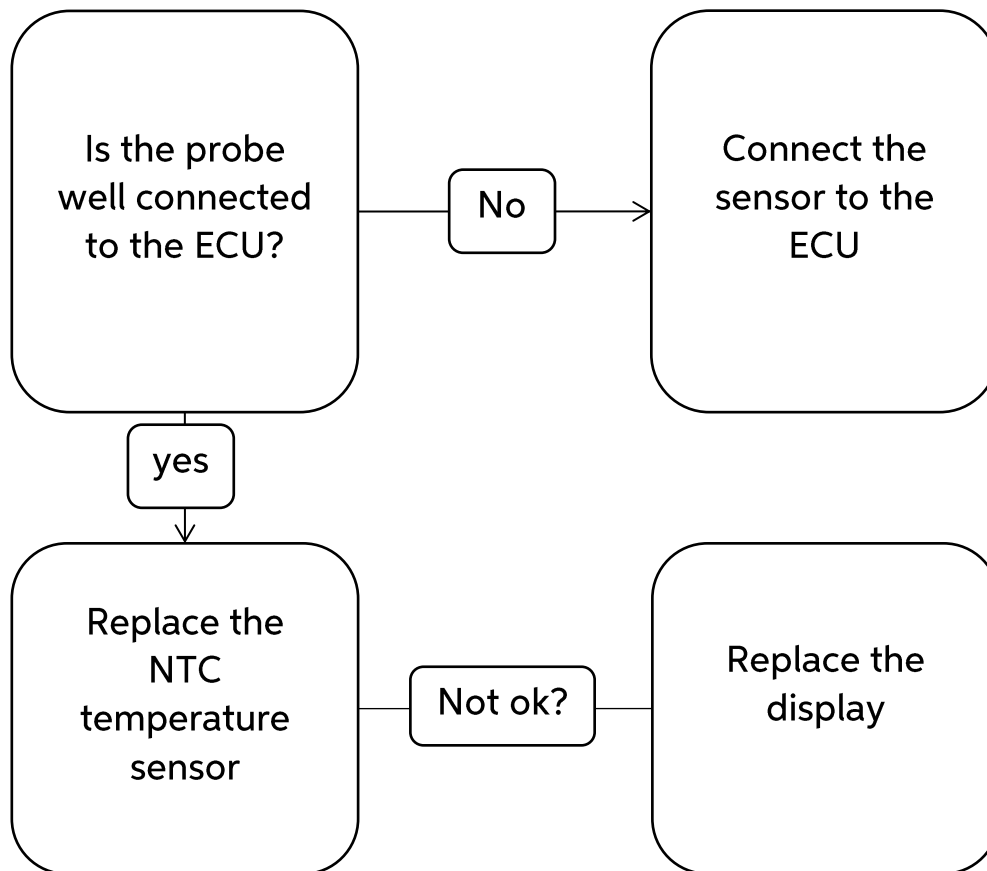 Is the probe
well connected
to the ECU?
No
Connect the
sensor to the
ECU
yes
Replace the
NTC
temperature
sensor
Not ok?
Replace the
display